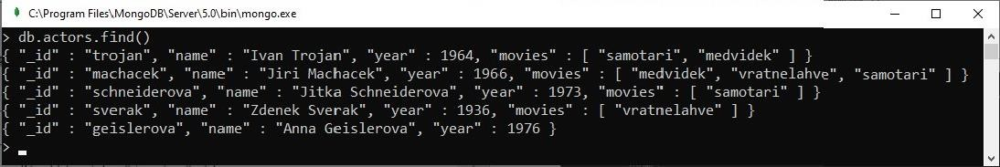 C:\Program Files\MongoDB\Server\5.0\bin\mongo.exe
> db.actors.find()
{ "_id" : "trojan", "name" : "Ivan Trojan", "year" : 1964, "movies" : [ "samotari", "medvidek" ] }
{ "_id" : "machacek", "name" : "Jiri Machacek", "year" : 1966, "movies" : [ "medvidek", "vratnelahve", "samotari" ] }
{ "_id" : "schneiderova", "name" : "Jitka Schneiderova", "year" : 1973, "movies" : [ "samotari" ] }
{ "_id" : "sverak", "name" : "Zdenek Sverak", "year" : 1936, "movies" : [ "vratnelahve" ] }
{ "_id" : "geislerova", "name" : "Anna Geislerova", "year" : 1976 }
>